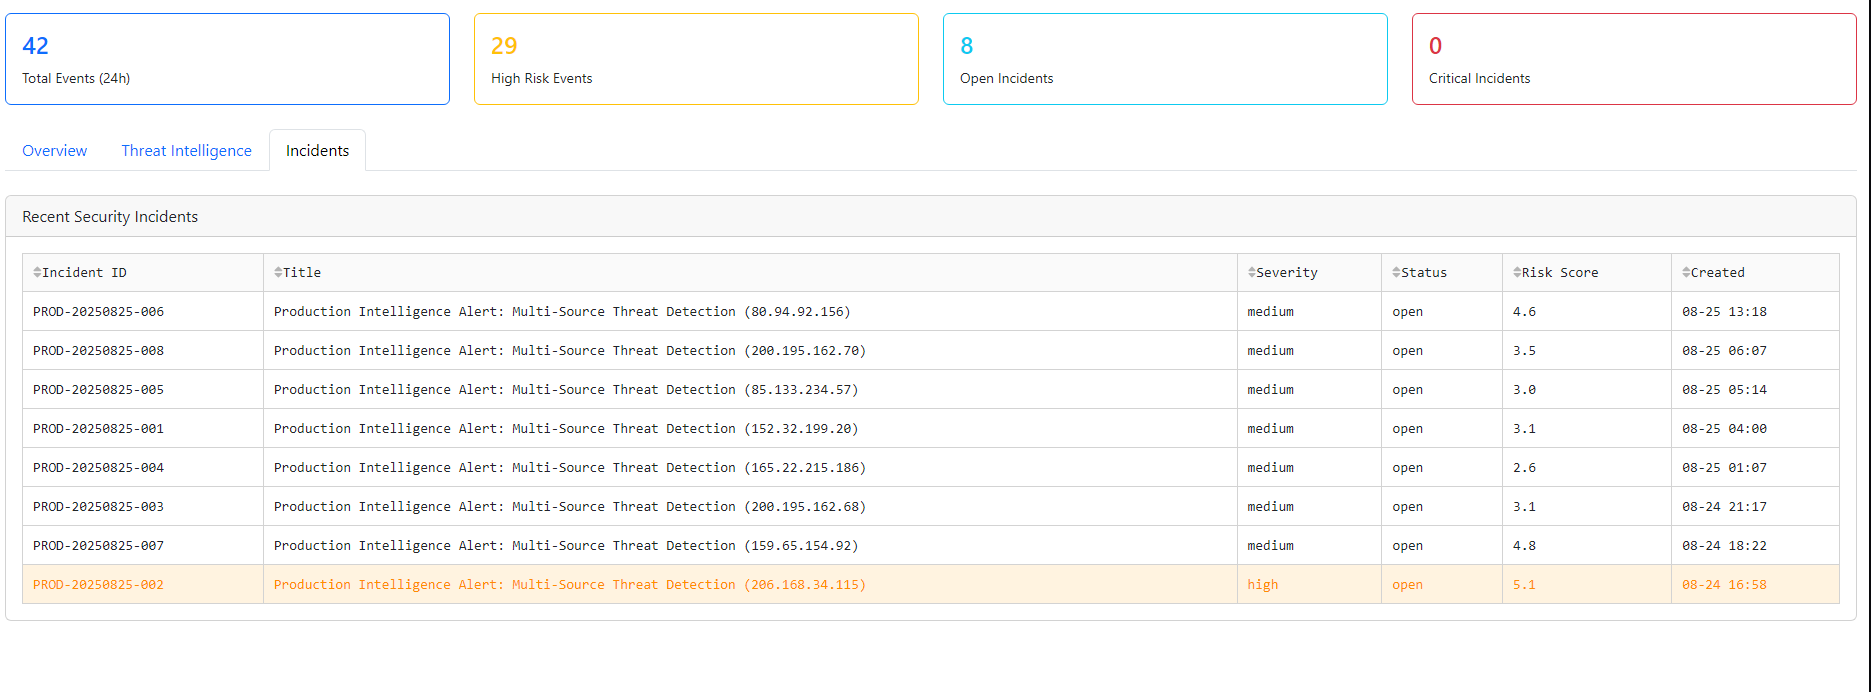 42
Total Events (24h)
29
High Risk Events
8
Open Incidents
0
Critical Incidents
Overview Threat Intelligence Incidents
Recent Security Incidents
Incident ID Title Severity Status Risk Score Created
PROD-20250825-006 Production Intelligence Alert: Multi-Source Threat Detection (80.94.92.156) medium open 4.6 08-25 13:18
PROD-20250825-008 Production Intelligence Alert: Multi-Source Threat Detection (200.195.162.70) medium open 3.5 08-25 06:07
PROD-20250825-005 Production Intelligence Alert: Multi-Source Threat Detection (85.133.234.57) medium open 3.0 08-25 05:14
PROD-20250825-001 Production Intelligence Alert: Multi-Source Threat Detection (152.32.199.20) medium open 3.1 08-25 04:00
PROD-20250825-004 Production Intelligence Alert: Multi-Source Threat Detection (165.22.215.186) medium open 2.6 08-25 01:07
PROD-20250825-003 Production Intelligence Alert: Multi-Source Threat Detection (200.195.162.68) medium open 3.1 08-24 21:17
PROD-20250825-007 Production Intelligence Alert: Multi-Source Threat Detection (159.65.154.92) medium open 4.8 08-24 18:22
PROD-20250825-002 Production Intelligence Alert: Multi-Source Threat Detection (206.168.34.115) high open 5.1 08-24 16:58